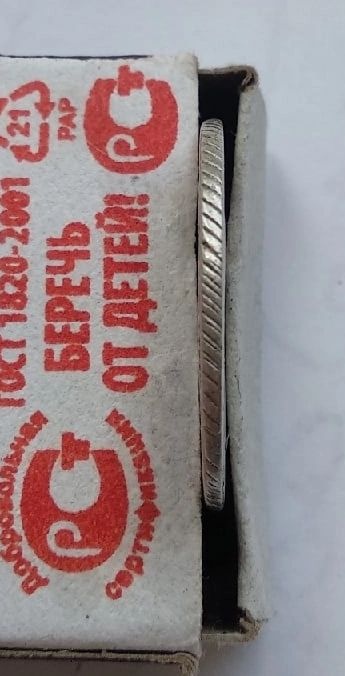 21
PAP
ГОСТ 1820-2001
БЕРЕЧЬ
ОТ ДЕТЕЙ!
Добровольная
сертификация